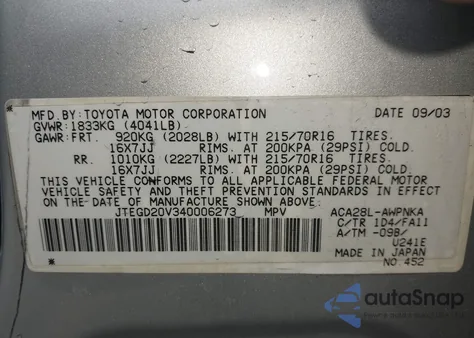 MFD.BY:TOYOTA MOTOR CORPORATION DATE 09/03
GVWR:1833KG (4041LB)
GAWR:FRT. 920KG (2028LB) WITH 215/70R16 TIRES.
16X7JJ RIMS. AT 200KPA (29PSI) COLD.
RR. 1010KG (2227LB) WITH 215/70R16 TIRES.
16X7JJ RIMS. AT 200KPA (29PSI) COLD.
THIS VEHICLE CONFORMS TO ALL APPLICABLE FEDERAL MOTOR
VEHICLE SAFETY AND THEFT PREVENTION STANDARDS IN EFFECT
ON THE DATE OF MANUFACTURE SHOWN ABOVE.
JTEGD20V340006273 MPV ACA28L-AWPNKA
C/TR 1D4/FA11
A/TM -09B/
U241E
MADE IN JAPAN
NO.452
autoSnap
www.autosnap.info